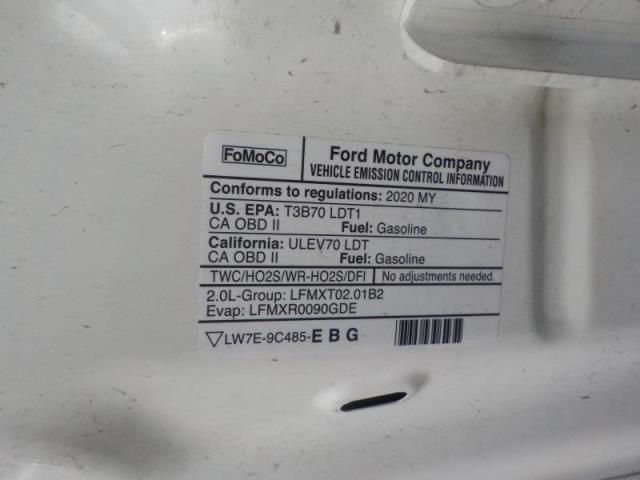 FoMoCo
Ford Motor Company
VEHICLE EMISSION CONTROL INFORMATION
Conforms to regulations: 2020 MY
U.S. EPA: T3B70 LDT1
CA OBD II Fuel: Gasoline
California: ULEV70 LDT
CA OBD II Fuel: Gasoline
TWC/HO2S/WR-HO2S/DFI No adjustments needed.
2.0L-Group: LFMXT02.01B2
Evap: LFMXR0090GDE
LW7E-9C485-EBG